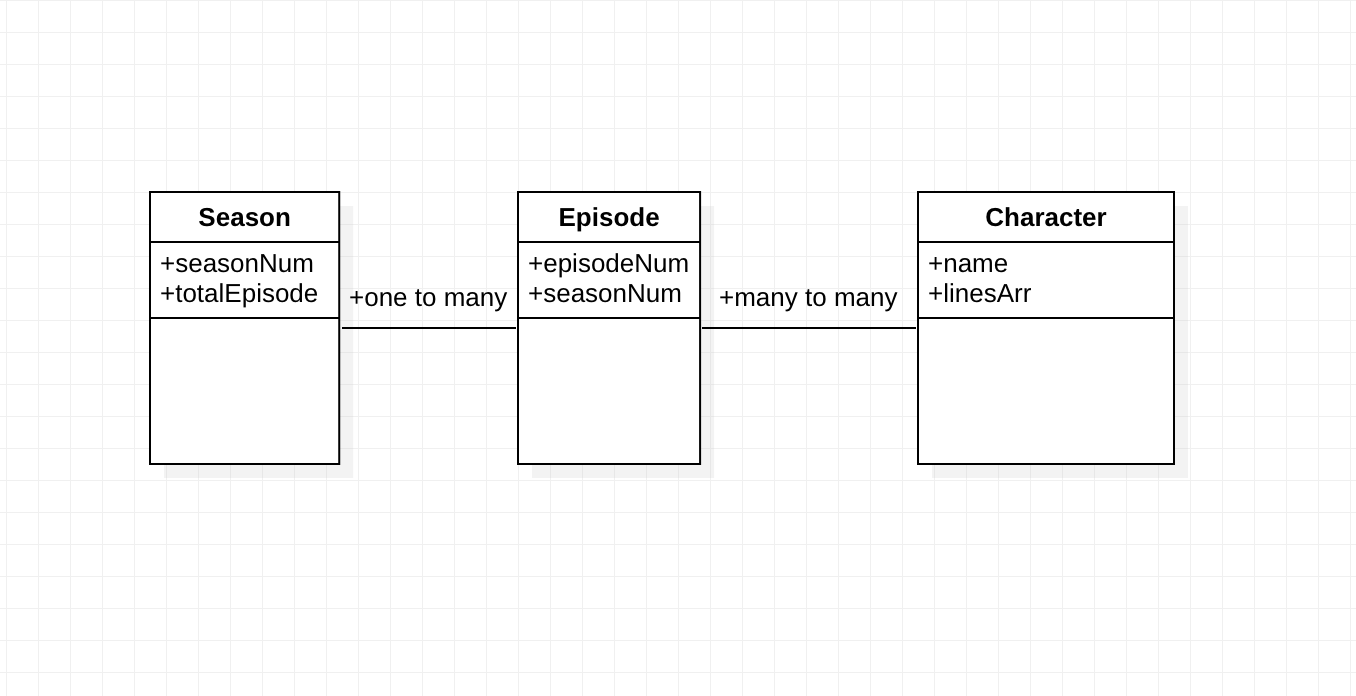 Season
+seasonNum
+totalEpisode
+one to many
Episode
+episodeNum
+seasonNum
+many to many
Character
+name
+linesArr